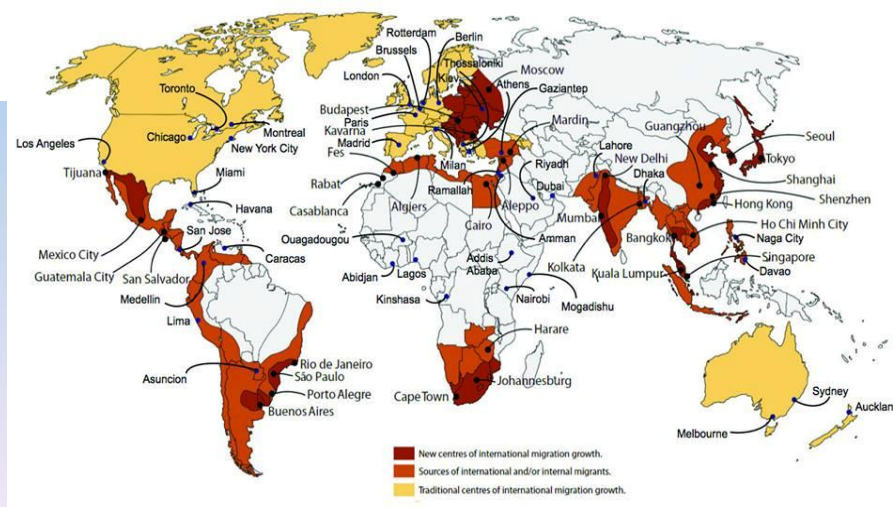 Rotterdam
Berlin
Brussels
Thessaloniki
Kiev
Moscow
London
Athens
Gaziantep
Toronto
Budapest
Paris
Kavarna
Mardin
Guangzhou
Los Angeles
Chicago
Montreal
New York City
Madrid
Milan
Fes
Riyadh
Lahore
New Delhi
Seoul
Tokyo
Tijuana
Miami
Rabat
Ramallah
Dubai
Dhaka
Shanghai
Casablanca
Algiers
Aleppo
Shenzhen
Havana
Cairo
Mumbai
Hong Kong
San Jose
Ouagadougou
Amman
Bangkok
Ho Chi Minh City
Naga City
Mexico City
Caracas
Addis
Ababa
Kolkata
Guatemala City
San Salvador
Abidjan
Lagos
Kuala Lumpur
Singapore
Davao
Medellin
Kinshasa
Nairobi
Mogadishu
Lima
Harare
Rio de Janeiro
São Paulo
Asuncion
Johannesburg
Porto Alegre
Cape Town
Buenos Aires
Sydney
Aucklan
Melbourne
New centres of international migration growth.
Sources of international and/or internal migrants.
Traditional centres of international migration growth.